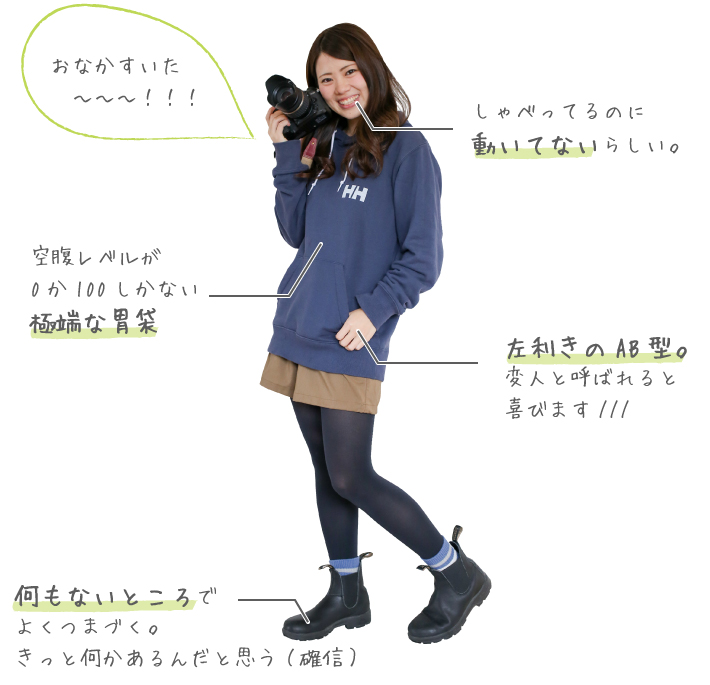 おなかすいた
～～～！！！
しゃべってるのに
動いてないらしい。
HH
空腹レベルが
0か100しかない
極端な胃袋
左利きのAB型。
変人と呼ばれると
喜びます///
何もないところで
よくつまづく。
きっと何かあるんだと思う(確信)